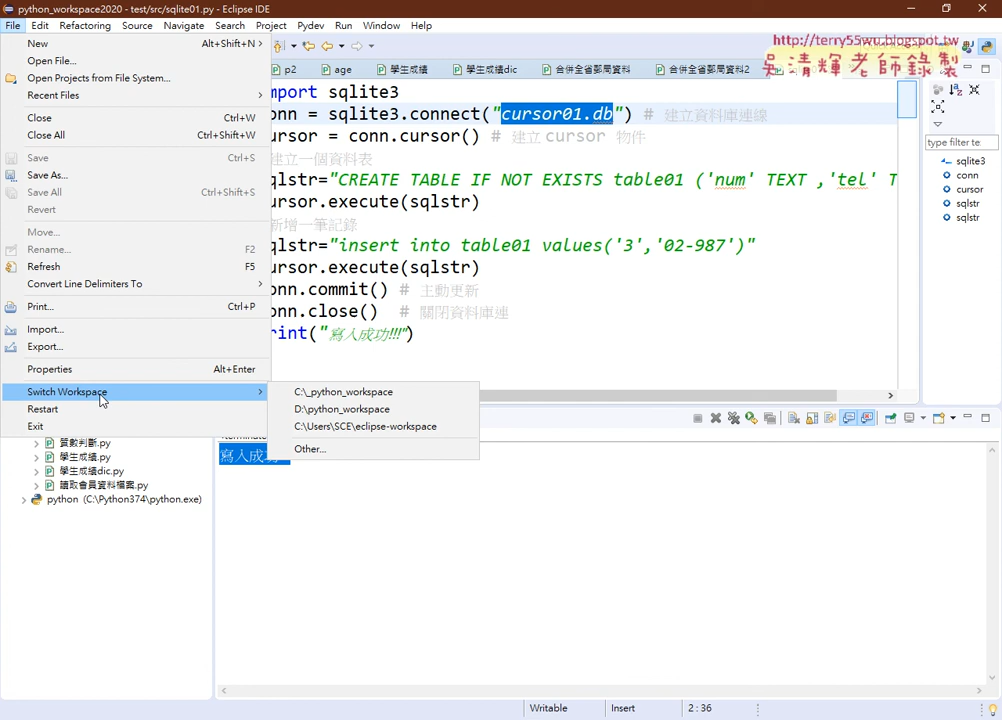 python_workspace2020 - test/src/sqlite01.py - Eclipse IDE
File Edit Refactoring Source Navigate Search Project Pydev Run Window Help
http://terry55wu.blogspot.tw
吳清輝老師錄製
New Alt+Shift+N
Open File...
Open Projects from File System...
Recent Files
Close Ctrl+W
Close All Ctrl+Shift+W
Save Ctrl+S
Save As...
Save All Ctrl+Shift+S
Revert
Move...
Rename... F2
Refresh F5
Convert Line Delimiters To
Print... Ctrl+P
Import...
Export...
Properties Alt+Enter
Switch Workspace
Restart
Exit
C:\_python_workspace
D:\python_workspace
C:\Users\SCE\eclipse-workspace
Other...
p2 age 學生成績 學生成績dic 合併全省郵局資料 合併全省郵局資料2
mport sqlite3
onn = sqlite3.connect("cursor01.db") # 建立資料庫連線
ursor = conn.cursor() # 建立 cursor 物件
建立一個資料表
qlstr="CREATE TABLE IF NOT EXISTS table01 ('num' TEXT ,'tel' T
ursor.execute(sqlstr)
新增一筆記錄
qlstr="insert into table01 values('3','02-987')"
ursor.execute(sqlstr)
onn.commit() # 主動更新
onn.close() # 關閉資料庫連
rint("寫入成功!!!")
type filter te
sqlite3
conn
cursor
sqlstr
sqlstr
質數判斷.py
學生成績.py
學生成績dic.py
讀取會員資料檔案.py
python (C:\Python374\python.exe)
寫入成功
Writable Insert 2 : 36